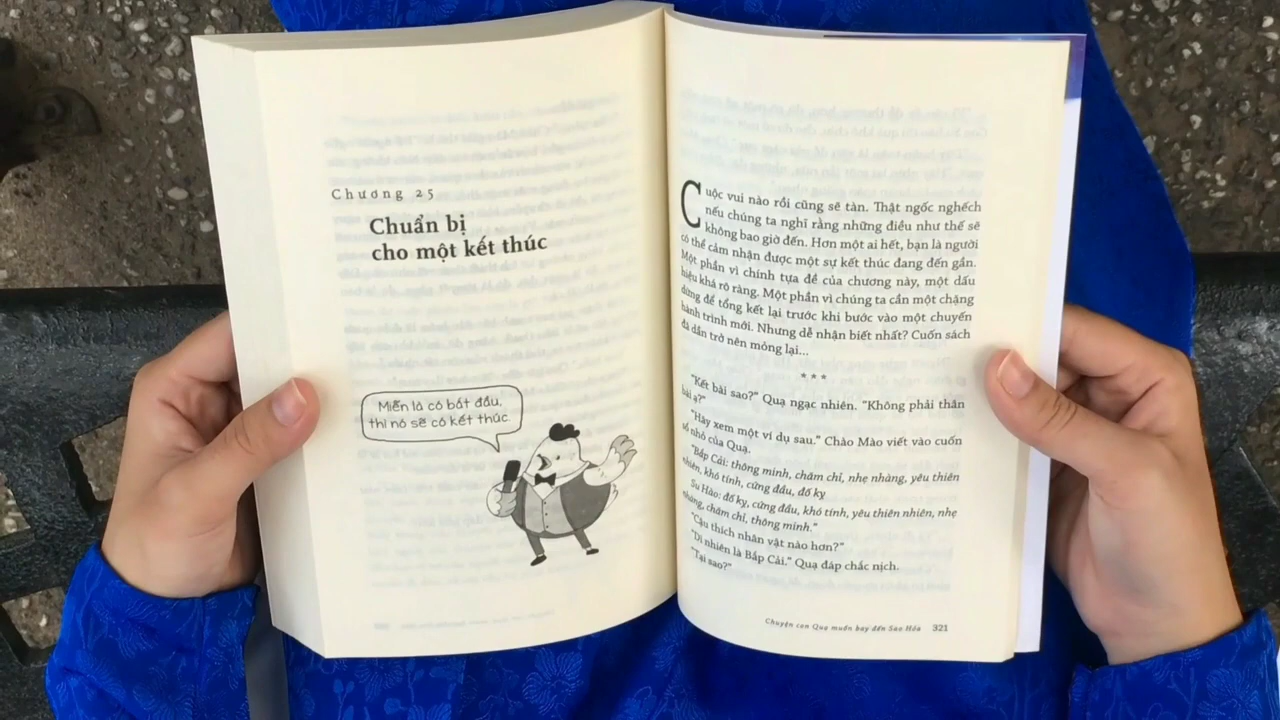 Chương 25
Chuẩn bị
cho một kết thúc
Miễn là có bắt đầu,
thì nó sẽ có kết thúc.
Cuộc vui nào rồi cũng sẽ tàn. Thật ngốc nghếch
nếu chúng ta nghĩ rằng những điều như thế sẽ
không bao giờ đến. Hơn một ai hết, bạn là người
có thể cảm nhận được một sự kết thúc đang đến gần.
Một phần vì chính tựa đề của chương này, một dấu
hiệu khá rõ ràng. Một phần vì chúng ta cần một chặng
dừng để tổng kết lại trước khi bước vào một chuyến
hành trình mới. Nhưng dễ nhận biết nhất? Cuốn sách
đã dần trở nên mỏng lại...
***
“Kết bài sao?” Quạ ngạc nhiên. “Không phải thân
bài ạ?”
“Hãy xem một ví dụ sau.” Chào Mào viết vào cuốn
sổ nhỏ của Quạ.
“Bắp Cải: thông minh, chăm chỉ, nhẹ nhàng, yêu thiên
nhiên, khó tính, cứng đầu, đố kỵ
Su Hào: đố kỵ, cứng đầu, khó tính, yêu thiên nhiên, nhẹ
nhàng, chăm chỉ, thông minh.”
“Cậu thích nhân vật nào hơn?”
“Dĩ nhiên là Bắp Cải.” Quạ đáp chắc nịch.
“Tại sao?”
Chuyện con Quạ muốn bay đến Sao Hỏa 321